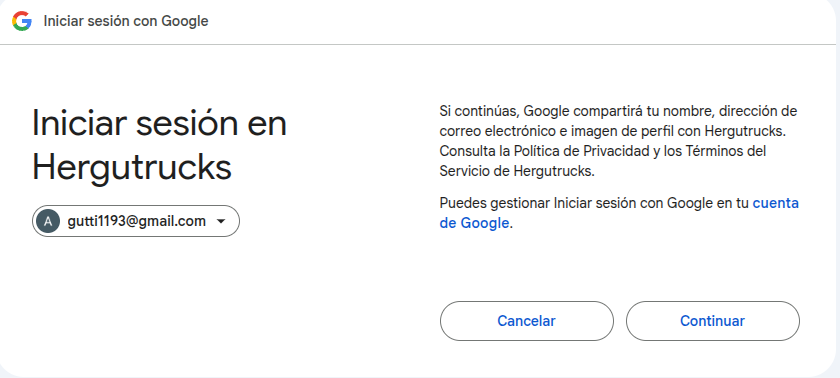 Iniciar sesión con Google
Iniciar sesión en
Hergutrucks
A gutti1193@gmail.com
Si continúas, Google compartirá tu nombre, dirección de
correo electrónico e imagen de perfil con Hergutrucks.
Consulta la Política de Privacidad y los Términos del
Servicio de Hergutrucks.
Puedes gestionar Iniciar sesión con Google en tu cuenta
de Google.
Cancelar
Continuar